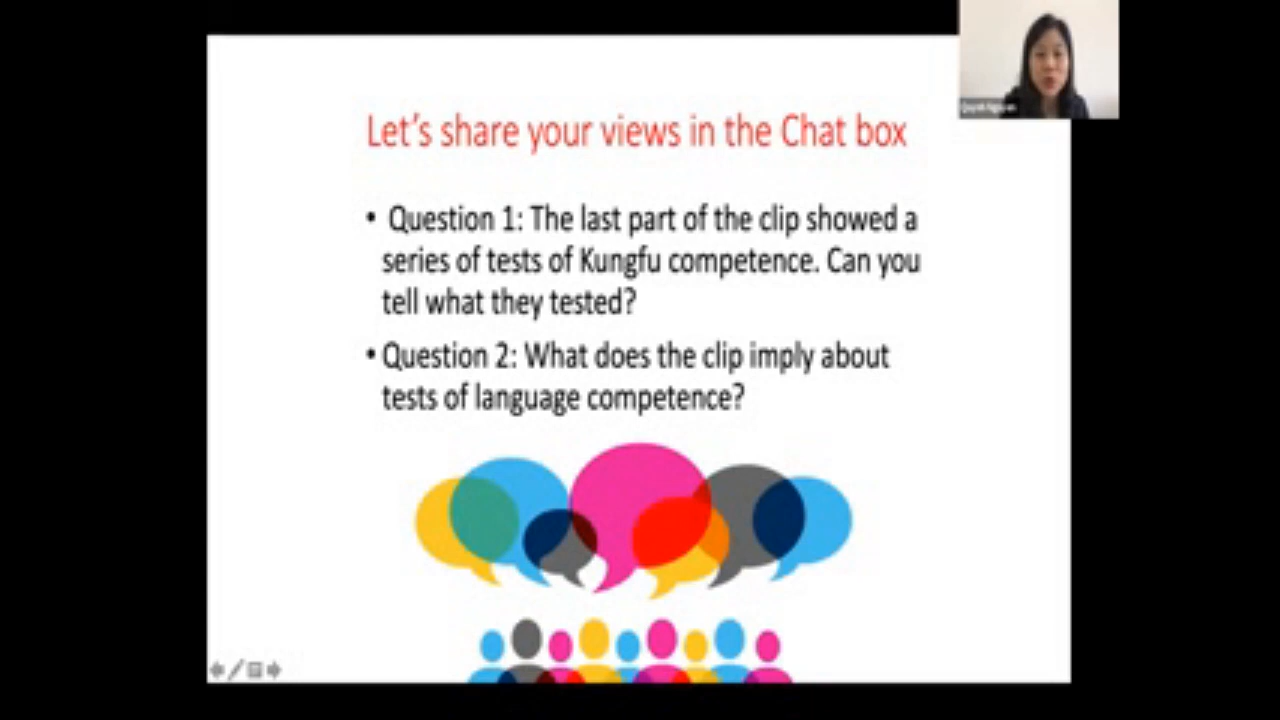 Let's share your views in the Chat box
• Question 1: The last part of the clip showed a
series of tests of Kungfu competence. Can you
tell what they tested?
• Question 2: What does the clip imply about
tests of language competence?